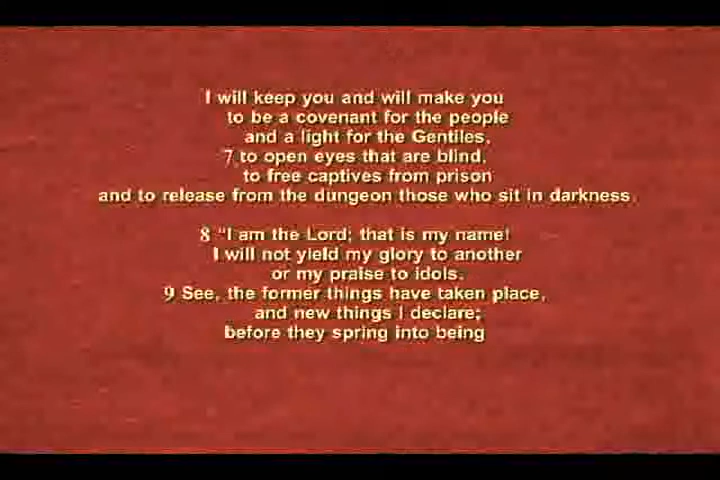 I will keep you and will make you
to be a covenant for the people
and a light for the Gentiles,
7 to open eyes that are blind,
to free captives from prison
and to release from the dungeon those who sit in darkness.
8 "I am the Lord; that is my name!
I will not yield my glory to another
or my praise to idols.
9 See, the former things have taken place,
and new things I declare;
before they spring into being